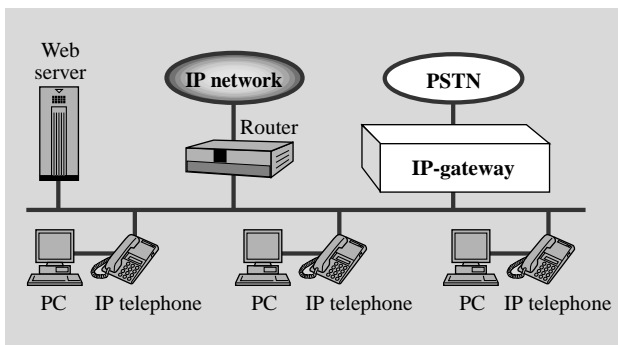 Web
server
IP network
PSTN
Router
IP-gateway
PC IP telephone
PC IP telephone
PC IP telephone